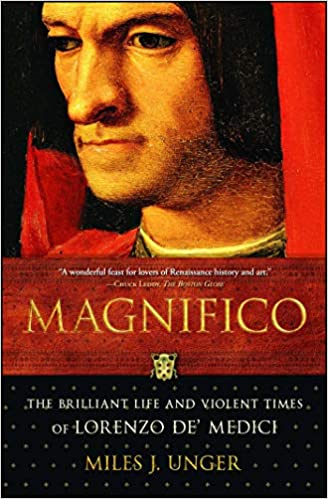 "A wonderful feast for lovers of Renaissance history and art."
—Chuck Leddy, The Boston Globe
MAGNIFICO
THE BRILLIANT LIFE AND VIOLENT TIMES
OF LORENZO DE' MEDICI
MILES J. UNGER